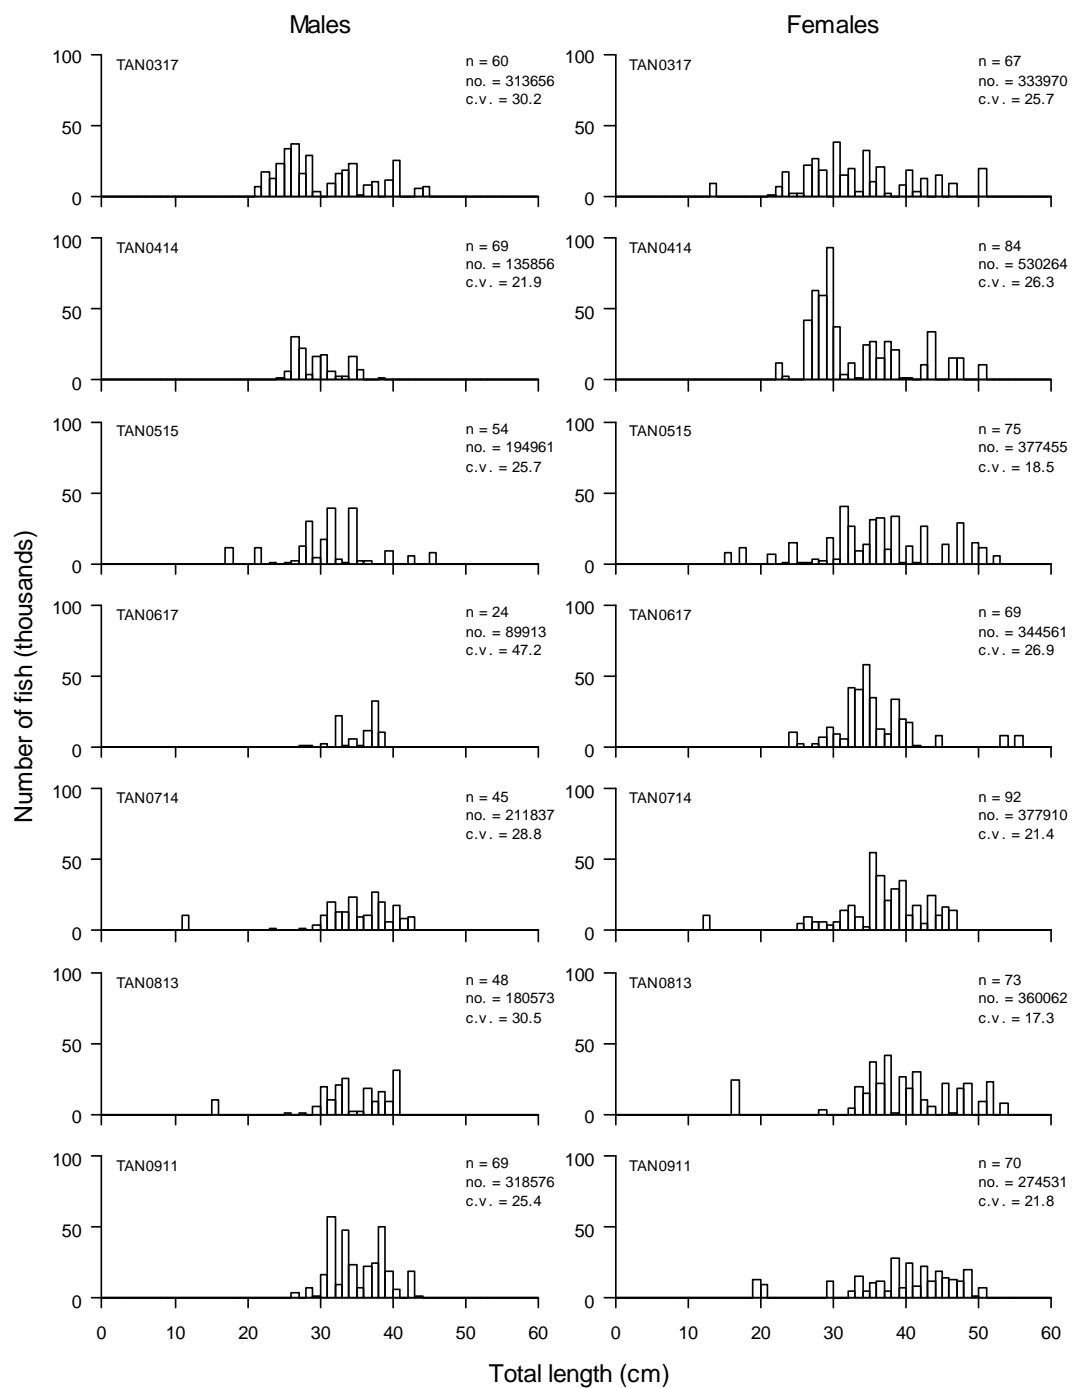 Males
Females
TAN0317
n = 60
no. = 313656
c.v. = 30.2
100
50
0
TAN0317
n = 67
no. = 333970
c.v. = 25.7
100
50
0
TAN0414
n = 69
no. = 135856
c.v. = 21.9
100
50
0
TAN0414
n = 84
no. = 530264
c.v. = 26.3
100
50
0
TAN0515
n = 54
no. = 194961
c.v. = 25.7
100
50
0
TAN0515
n = 75
no. = 377455
c.v. = 18.5
100
50
0
TAN0617
n = 24
no. = 89913
c.v. = 47.2
100
50
0
TAN0617
n = 69
no. = 344561
c.v. = 26.9
100
50
0
TAN0714
n = 45
no. = 211837
c.v. = 28.8
100
50
0
TAN0714
n = 92
no. = 377910
c.v. = 21.4
100
50
0
TAN0813
n = 48
no. = 180573
c.v. = 30.5
100
50
0
TAN0813
n = 73
no. = 360062
c.v. = 17.3
100
50
0
TAN0911
n = 69
no. = 318576
c.v. = 25.4
100
50
0
TAN0911
n = 70
no. = 274531
c.v. = 21.8
100
50
0
0 10 20 30 40 50 60
0 10 20 30 40 50 60
Number of fish (thousands)
Total length (cm)